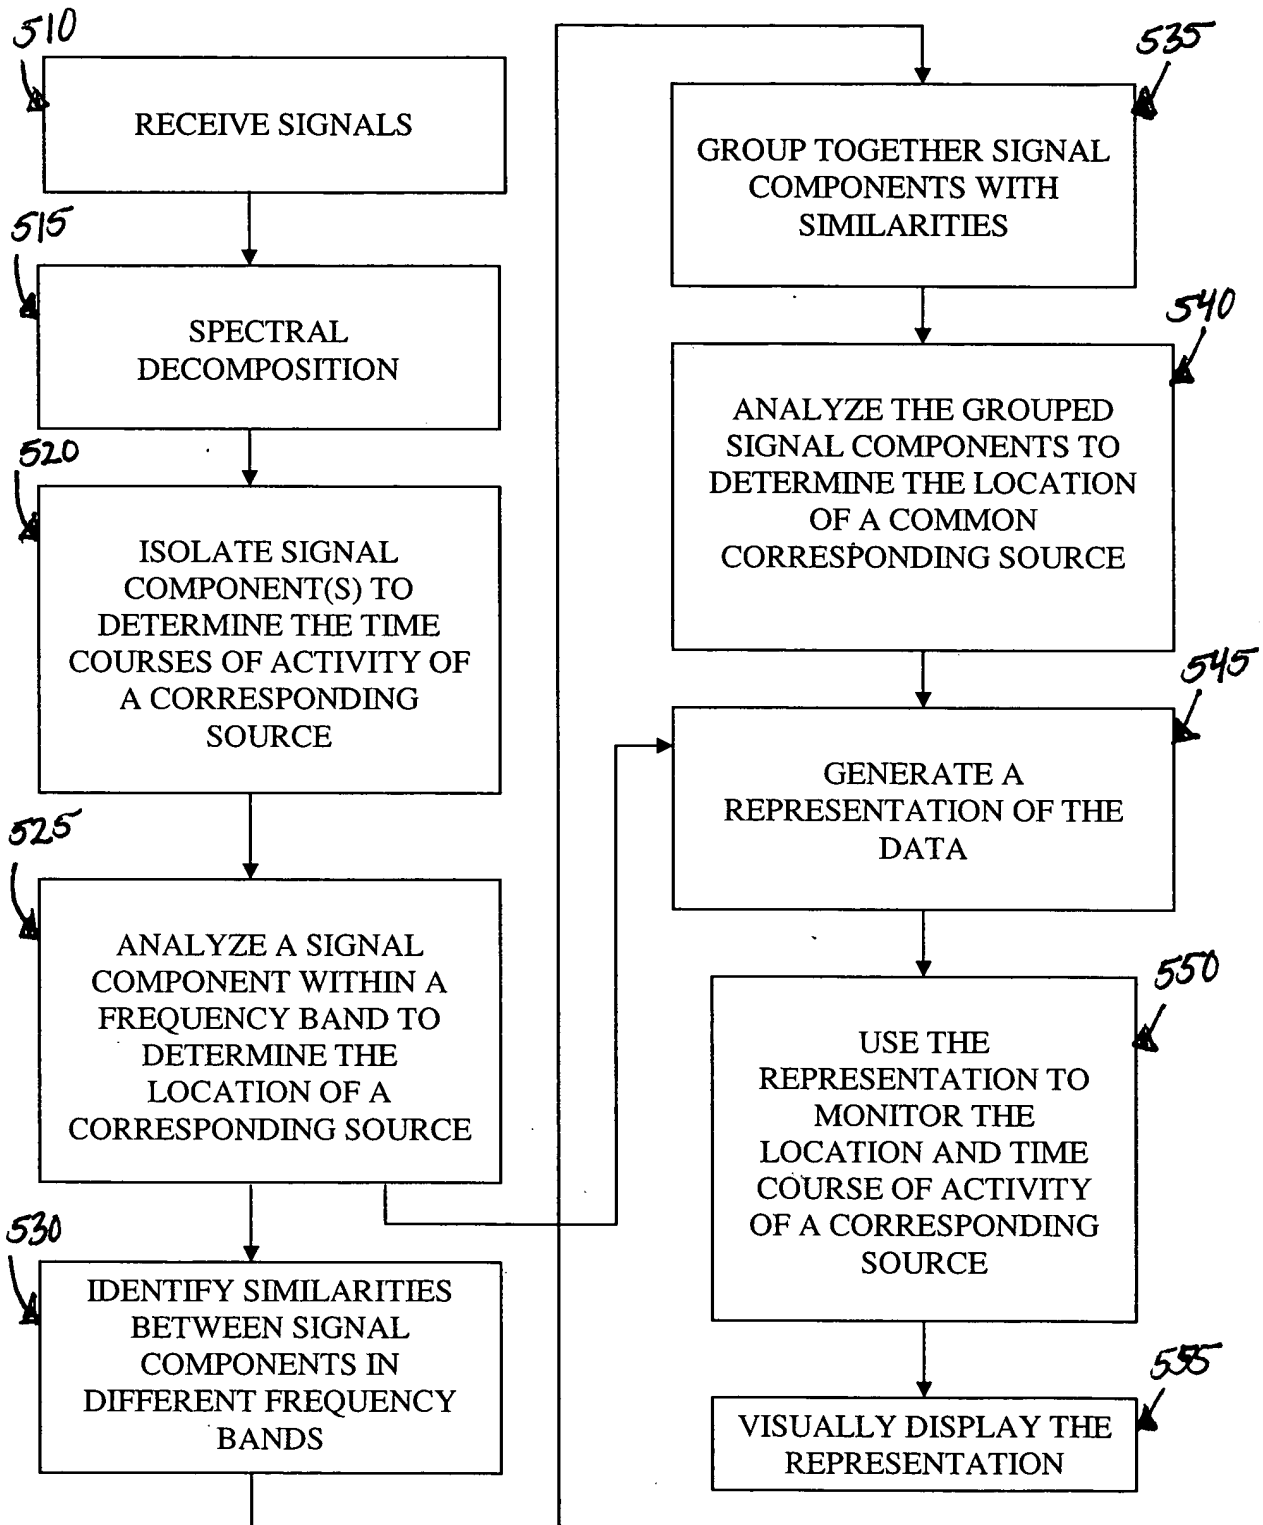 510
RECEIVE SIGNALS
515
SPECTRAL
DECOMPOSITION
520
ISOLATE SIGNAL
COMPONENT(S) TO
DETERMINE THE TIME
COURSES OF ACTIVITY OF
A CORRESPONDING
SOURCE
525
ANALYZE A SIGNAL
COMPONENT WITHIN A
FREQUENCY BAND TO
DETERMINE THE
LOCATION OF A
CORRESPONDING SOURCE
530
IDENTIFY SIMILARITIES
BETWEEN SIGNAL
COMPONENTS IN
DIFFERENT FREQUENCY
BANDS
535
GROUP TOGETHER SIGNAL
COMPONENTS WITH
SIMILARITIES
540
ANALYZE THE GROUPED
SIGNAL COMPONENTS TO
DETERMINE THE LOCATION
OF A COMMON
CORRESPONDING SOURCE
545
GENERATE A
REPRESENTATION OF THE
DATA
550
USE THE
REPRESENTATION TO
MONITOR THE
LOCATION AND TIME
COURSE OF ACTIVITY
OF A CORRESPONDING
SOURCE
555
VISUALLY DISPLAY THE
REPRESENTATION